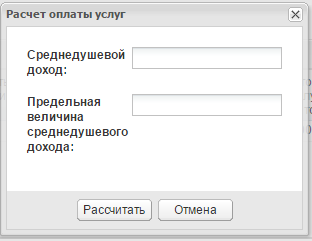 Расчет оплаты услуг
Среднедушевой
доход:
Предельная
величина
среднедушевого
дохода:
Рассчитать
Отмена